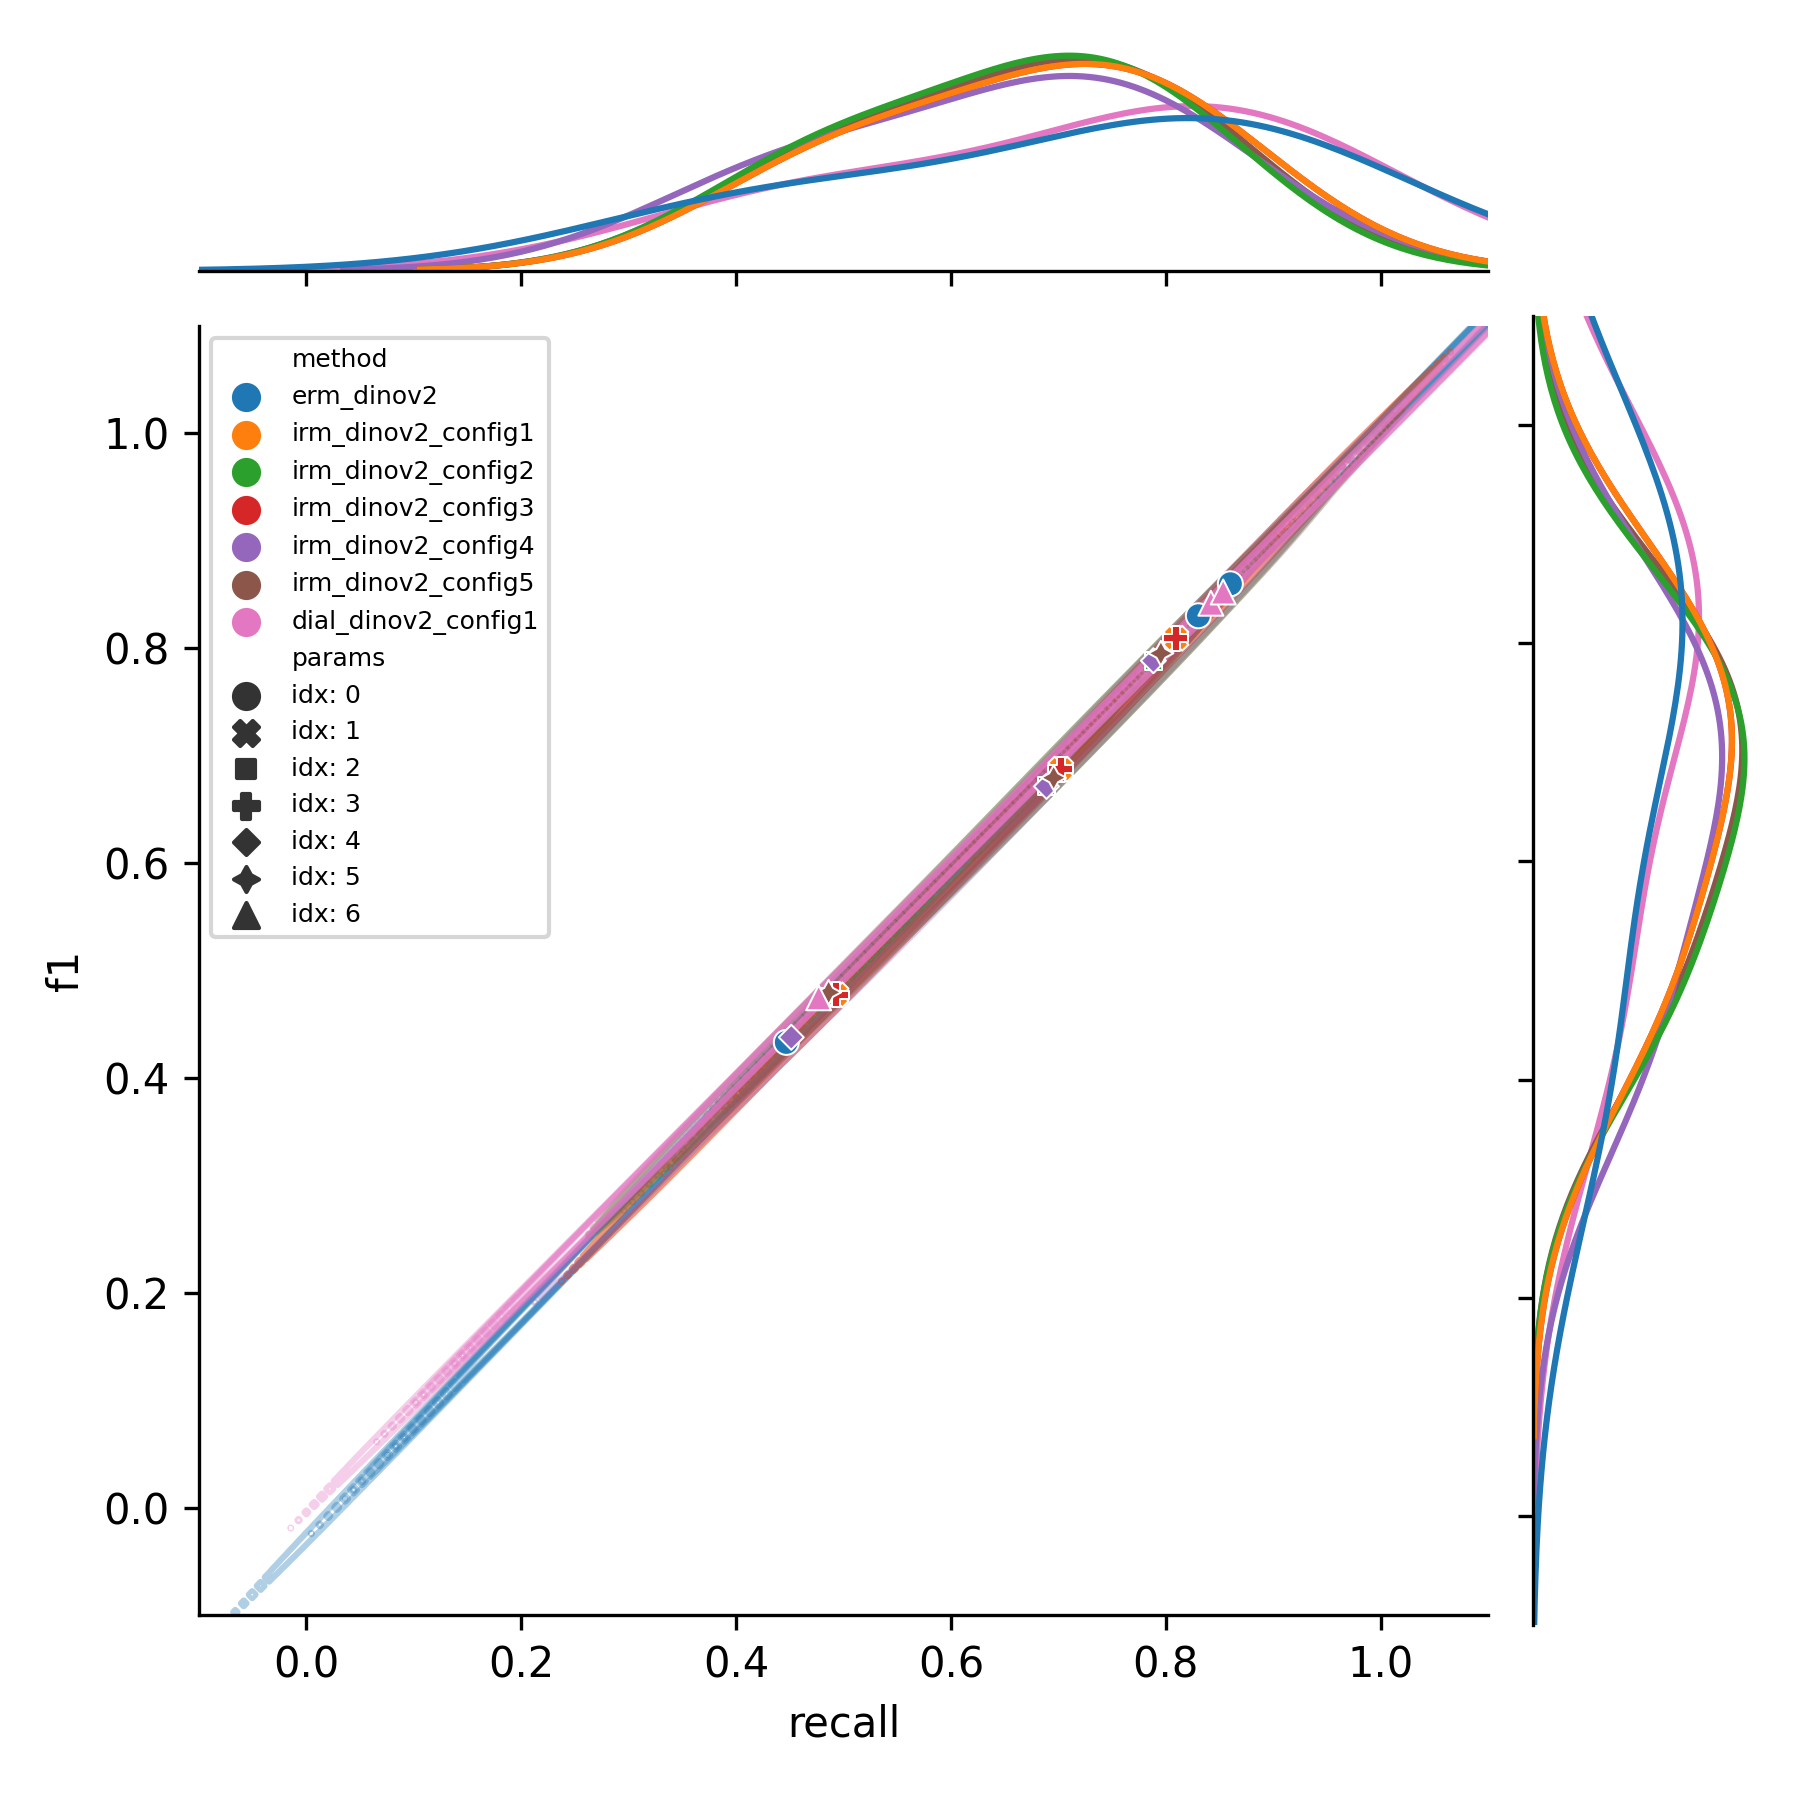 method
erm_dinov2
irm_dinov2_config1
irm_dinov2_config2
irm_dinov2_config3
irm_dinov2_config4
irm_dinov2_config5
dial_dinov2_config1
params
idx: 0
idx: 1
idx: 2
idx: 3
idx: 4
idx: 5
idx: 6
1.0
0.8
0.6
0.4
0.2
0.0
f1
0.0 0.2 0.4 0.6 0.8 1.0
recall